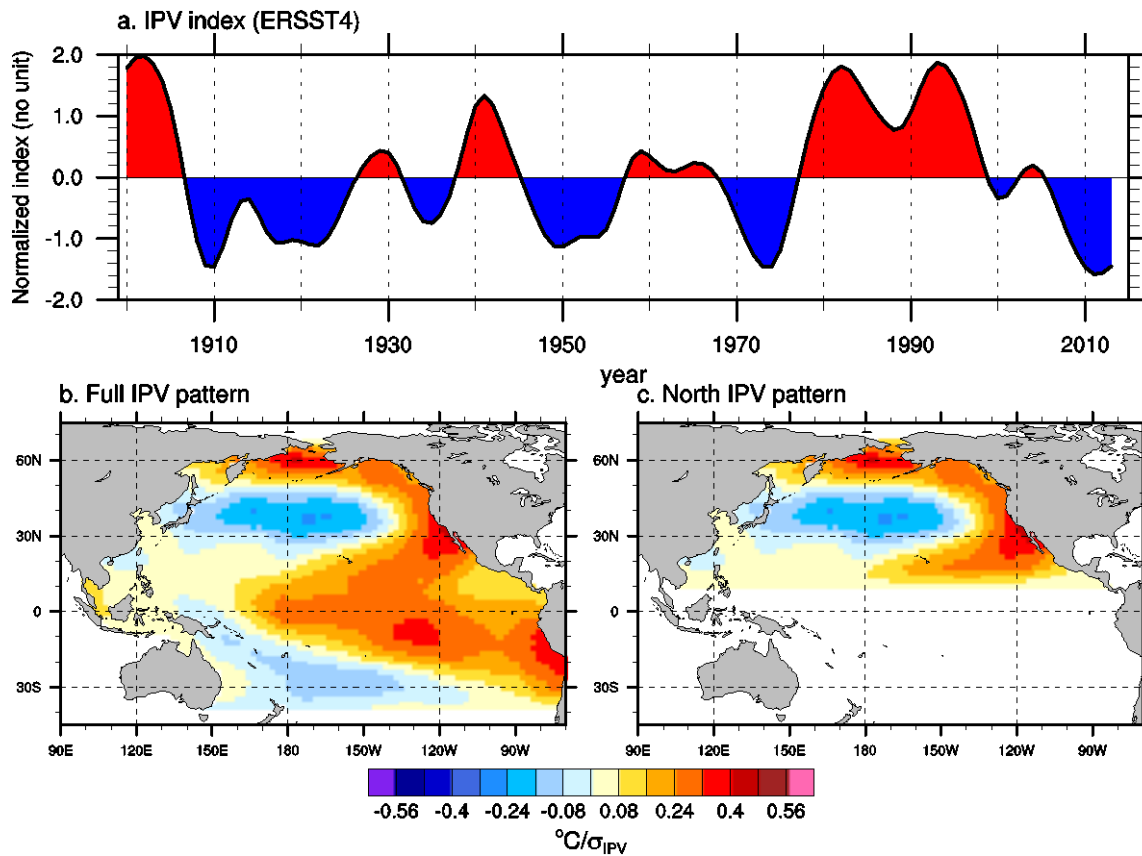 a. IPV index (ERSST4)
Normalized index (no unit)
2.0
1.0
0.0
-1.0
-2.0
1910 1930 1950 1970 1990 2010
year
b. Full IPV pattern
c. North IPV pattern
60N
30N
0
30S
90E 120E 150E 180 150W 120W 90W
60N
30N
0
30S
90E 120E 150E 180 150W 120W 90W
-0.56 -0.4 -0.24 -0.08 0.08 0.24 0.4 0.56
°C/σIPV